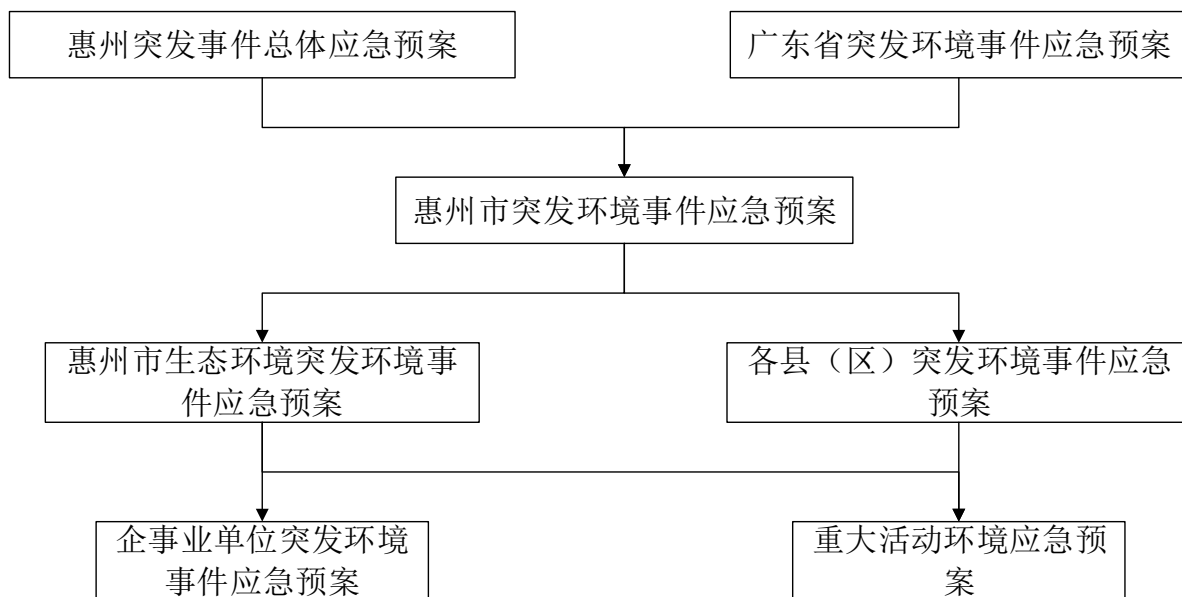 惠州突发事件总体应急预案
广东省突发环境事件应急预案
惠州市突发环境事件应急预案
惠州市生态环境突发环境事
件应急预案
各县（区）突发环境事件应急
预案
企事业单位突发环境
事件应急预案
重大活动环境应急预
案